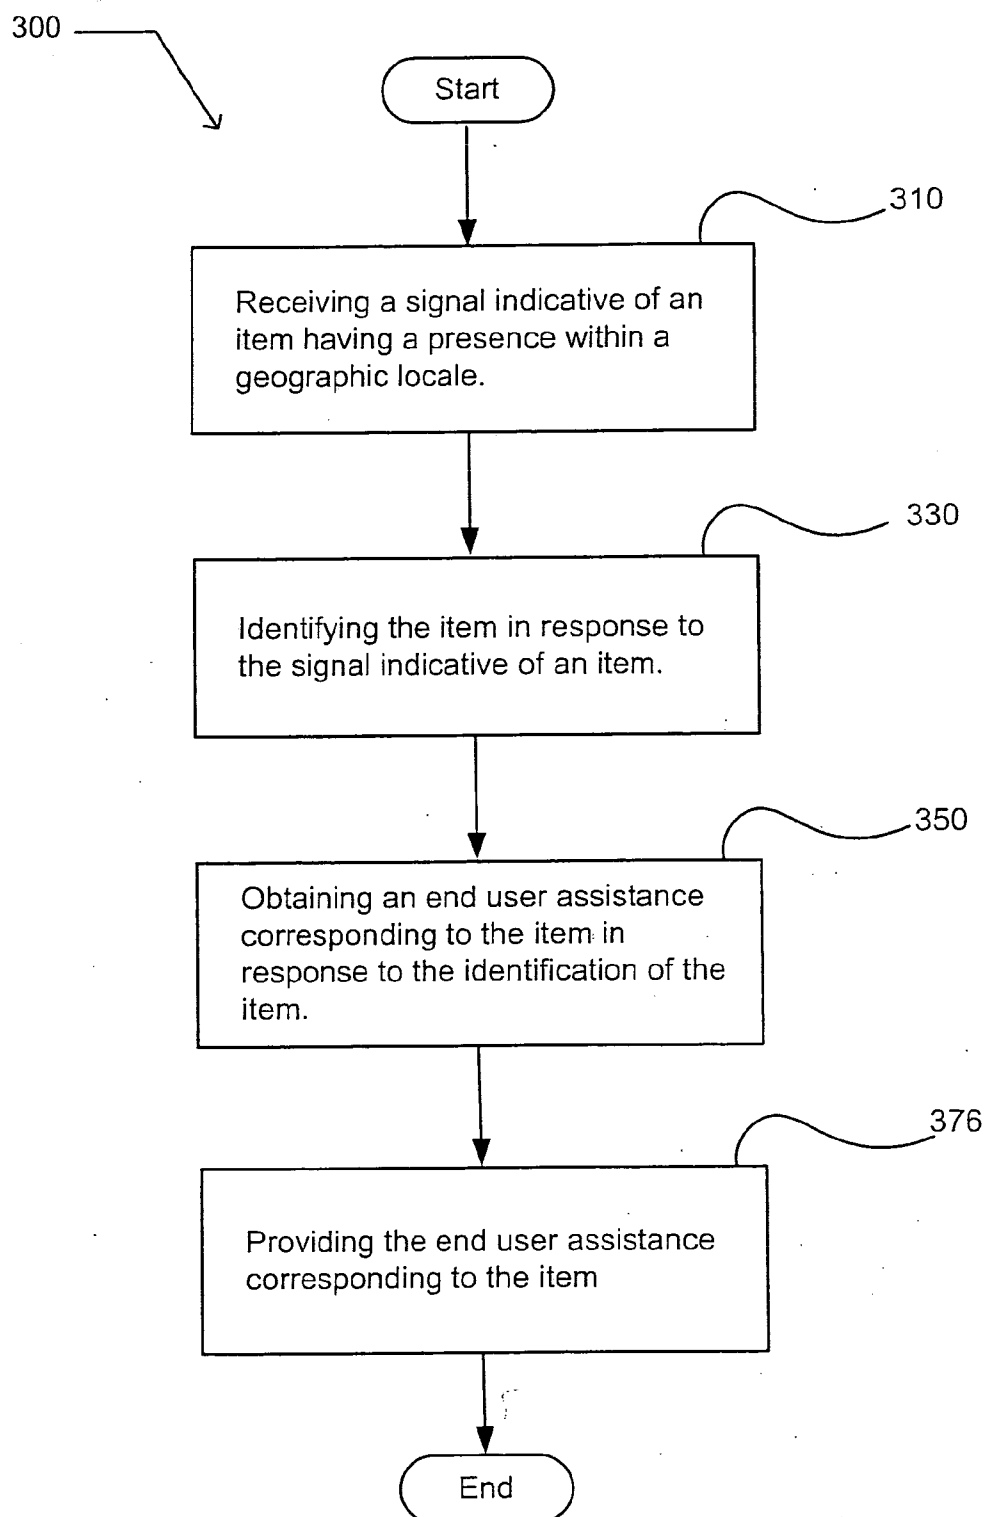 300
Start
310
Receiving a signal indicative of an
item having a presence within a
geographic locale.
330
Identifying the item in response to
the signal indicative of an item.
350
Obtaining an end user assistance
corresponding to the item in
response to the identification of the
item.
376
Providing the end user assistance
corresponding to the item
End